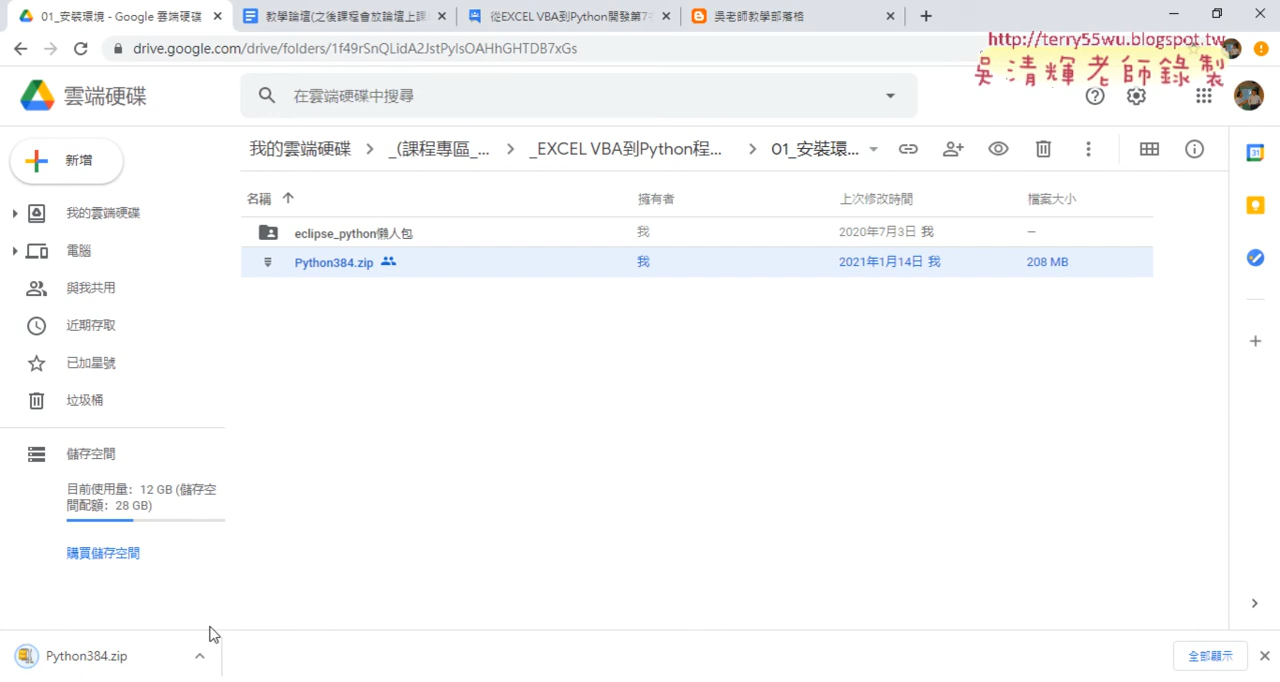 01_安裝環境 - Google 雲端硬碟
教學論壇(之後課程會放論壇上課
從EXCEL VBA到Python開發第7
吳老師教學部落格
drive.google.com/drive/folders/1f49rSnQLidA2JstPylsOAHhGHTDB7xGs
http://terry55wu.blogspot.tw
吳清輝老師錄製
雲端硬碟
在雲端硬碟中搜尋
新增
我的雲端硬碟
_(課程專區_...
_EXCEL VBA到Python程...
01_安裝環...
名稱
擁有者
上次修改時間
檔案大小
eclipse_python懶人包
我
2020年7月3日 我
—
Python384.zip
我
2021年1月14日 我
208 MB
我的雲端硬碟
電腦
與我共用
近期存取
已加星號
垃圾桶
儲存空間
目前使用量: 12 GB (儲存空
間配額: 28 GB)
購買儲存空間
31
Python384.zip
全部顯示